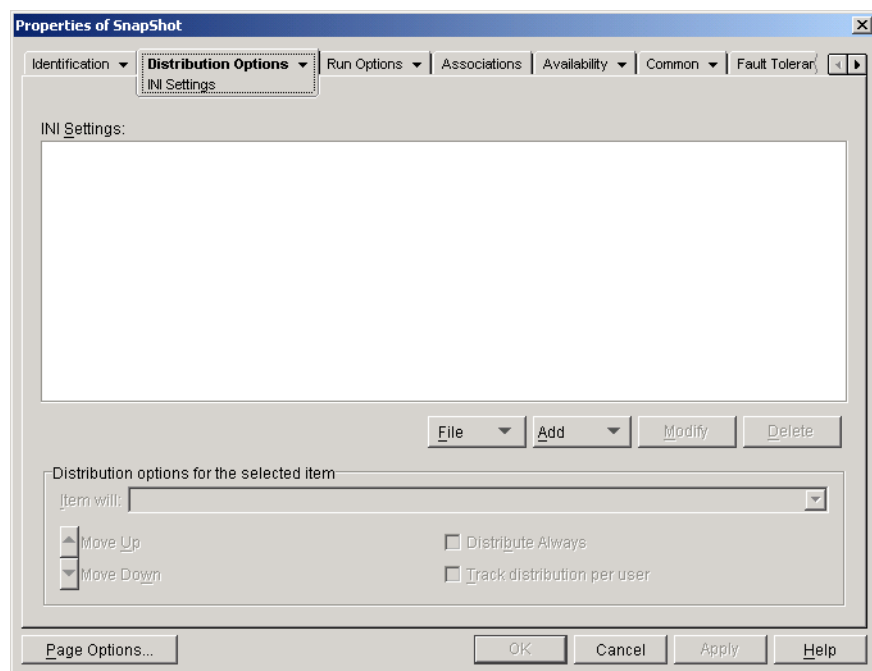 Properties of SnapShot
Identification Distribution Options Run Options Associations Availability Common Fault Toleran
INI Settings
INI Settings:
File Add Modify Delete
Distribution options for the selected item
Item will:
Move Up Distribute Always
Move Down Track distribution per user
Page Options... OK Cancel Apply Help